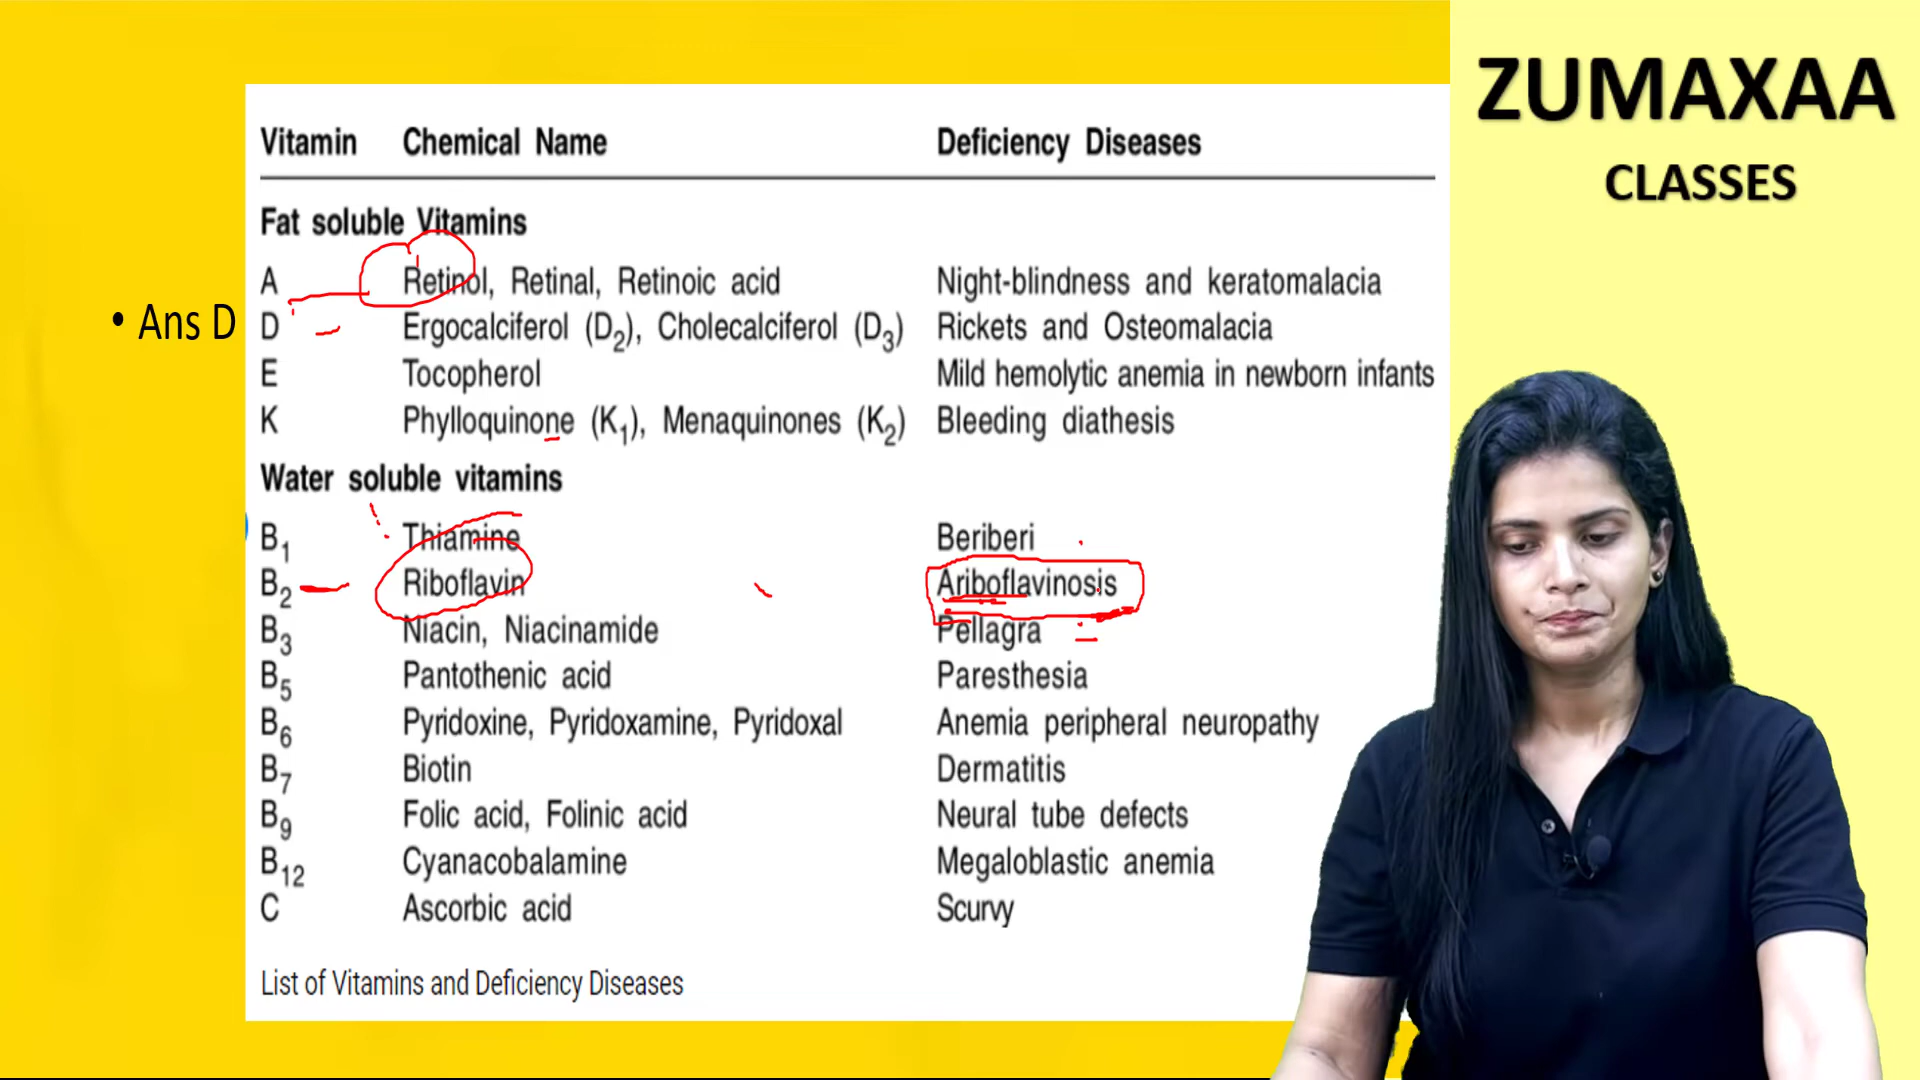 ZUMAXAA
CLASSES
• Ans D
Vitamin Chemical Name Deficiency Diseases
Fat soluble Vitamins
A Retinol, Retinal, Retinoic acid Night-blindness and keratomalacia
D Ergocalciferol (D₂), Cholecalciferol (D₃) Rickets and Osteomalacia
E Tocopherol Mild hemolytic anemia in newborn infants
K Phylloquinone (K₁), Menaquinones (K₂) Bleeding diathesis
Water soluble vitamins
B₁ Thiamine Beriberi
B₂ Riboflavin Ariboflavinosis
B₃ Niacin, Niacinamide Pellagra
B₅ Pantothenic acid Paresthesia
B₆ Pyridoxine, Pyridoxamine, Pyridoxal Anemia peripheral neuropathy
B₇ Biotin Dermatitis
B₉ Folic acid, Folinic acid Neural tube defects
B₁₂ Cyanacobalamine Megaloblastic anemia
C Ascorbic acid Scurvy
List of Vitamins and Deficiency Diseases